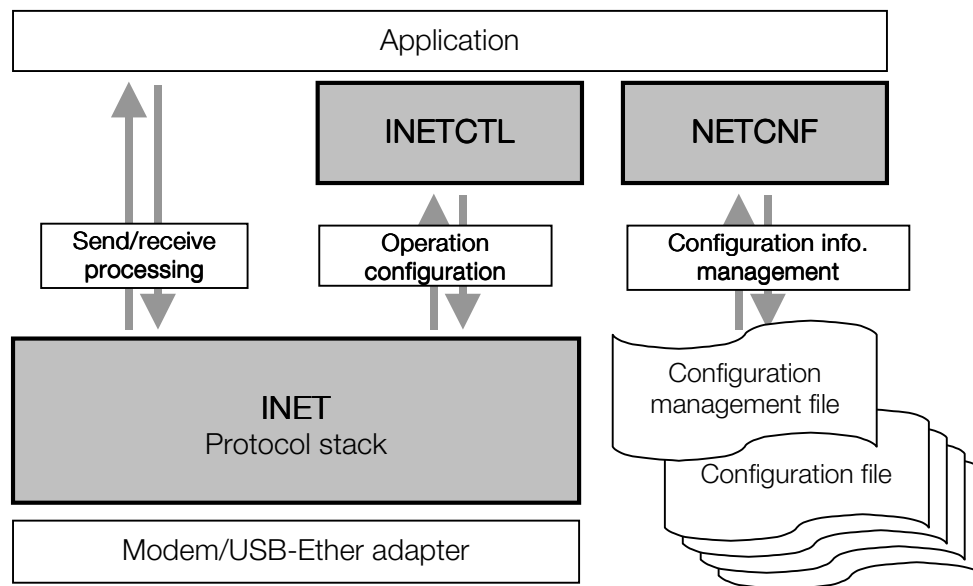 Application
INETCTL
NETCNF
Send/receive
processing
Operation
configuration
Configuration info.
management
INET
Protocol stack
Configuration
management file
Configuration file
Modem/USB-Ether adapter